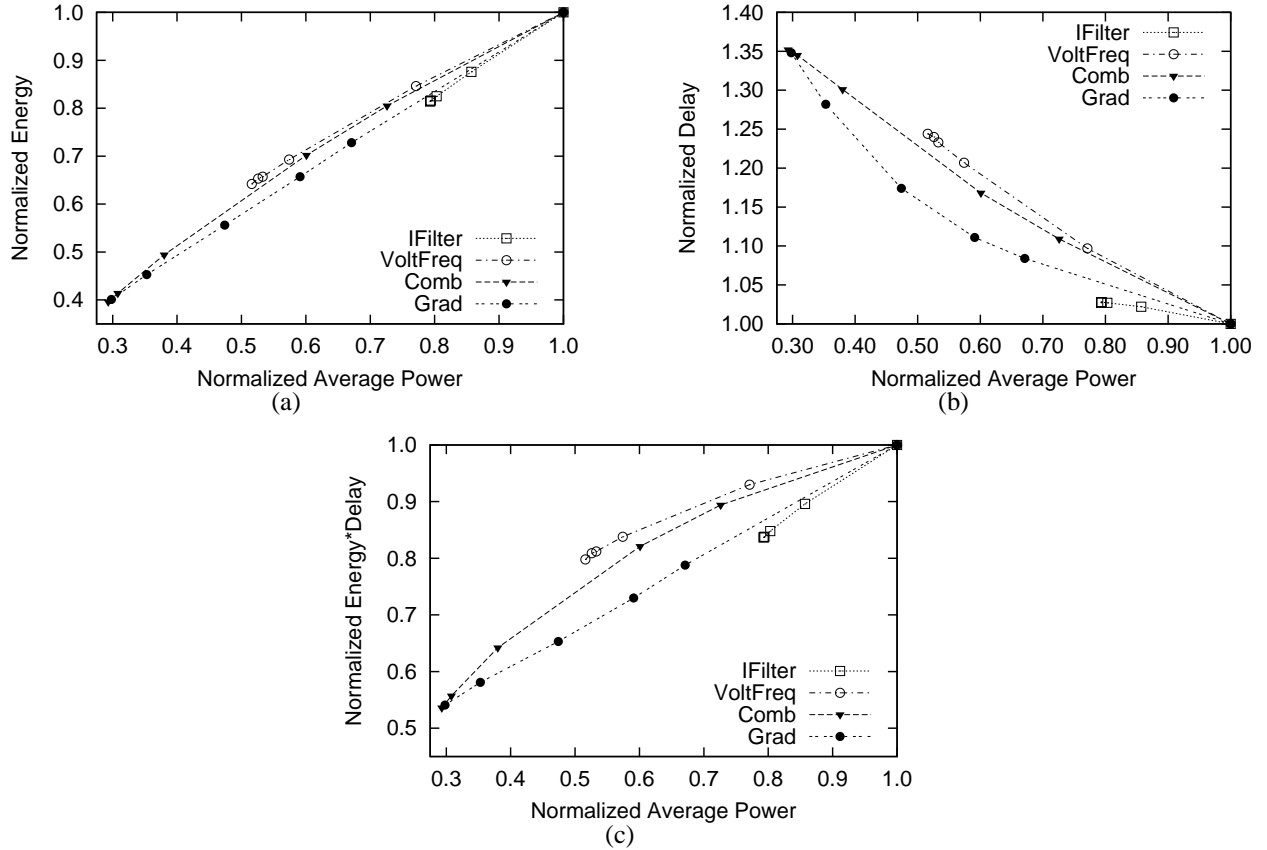 1.0
0.9
0.8
0.7
0.6
0.5
0.4
Normalized Energy
IFilter
VoltFreq
Comb
Grad
0.3 0.4 0.5 0.6 0.7 0.8 0.9 1.0
Normalized Average Power
(a)
1.40
1.35
1.30
1.25
1.20
1.15
1.10
1.05
1.00
Normalized Delay
IFilter
VoltFreq
Comb
Grad
0.30 0.40 0.50 0.60 0.70 0.80 0.90 1.00
Normalized Average Power
(b)
1.0
0.9
0.8
0.7
0.6
0.5
Normalized Energy*Delay
IFilter
VoltFreq
Comb
Grad
0.3 0.4 0.5 0.6 0.7 0.8 0.9 1.0
Normalized Average Power
(c)